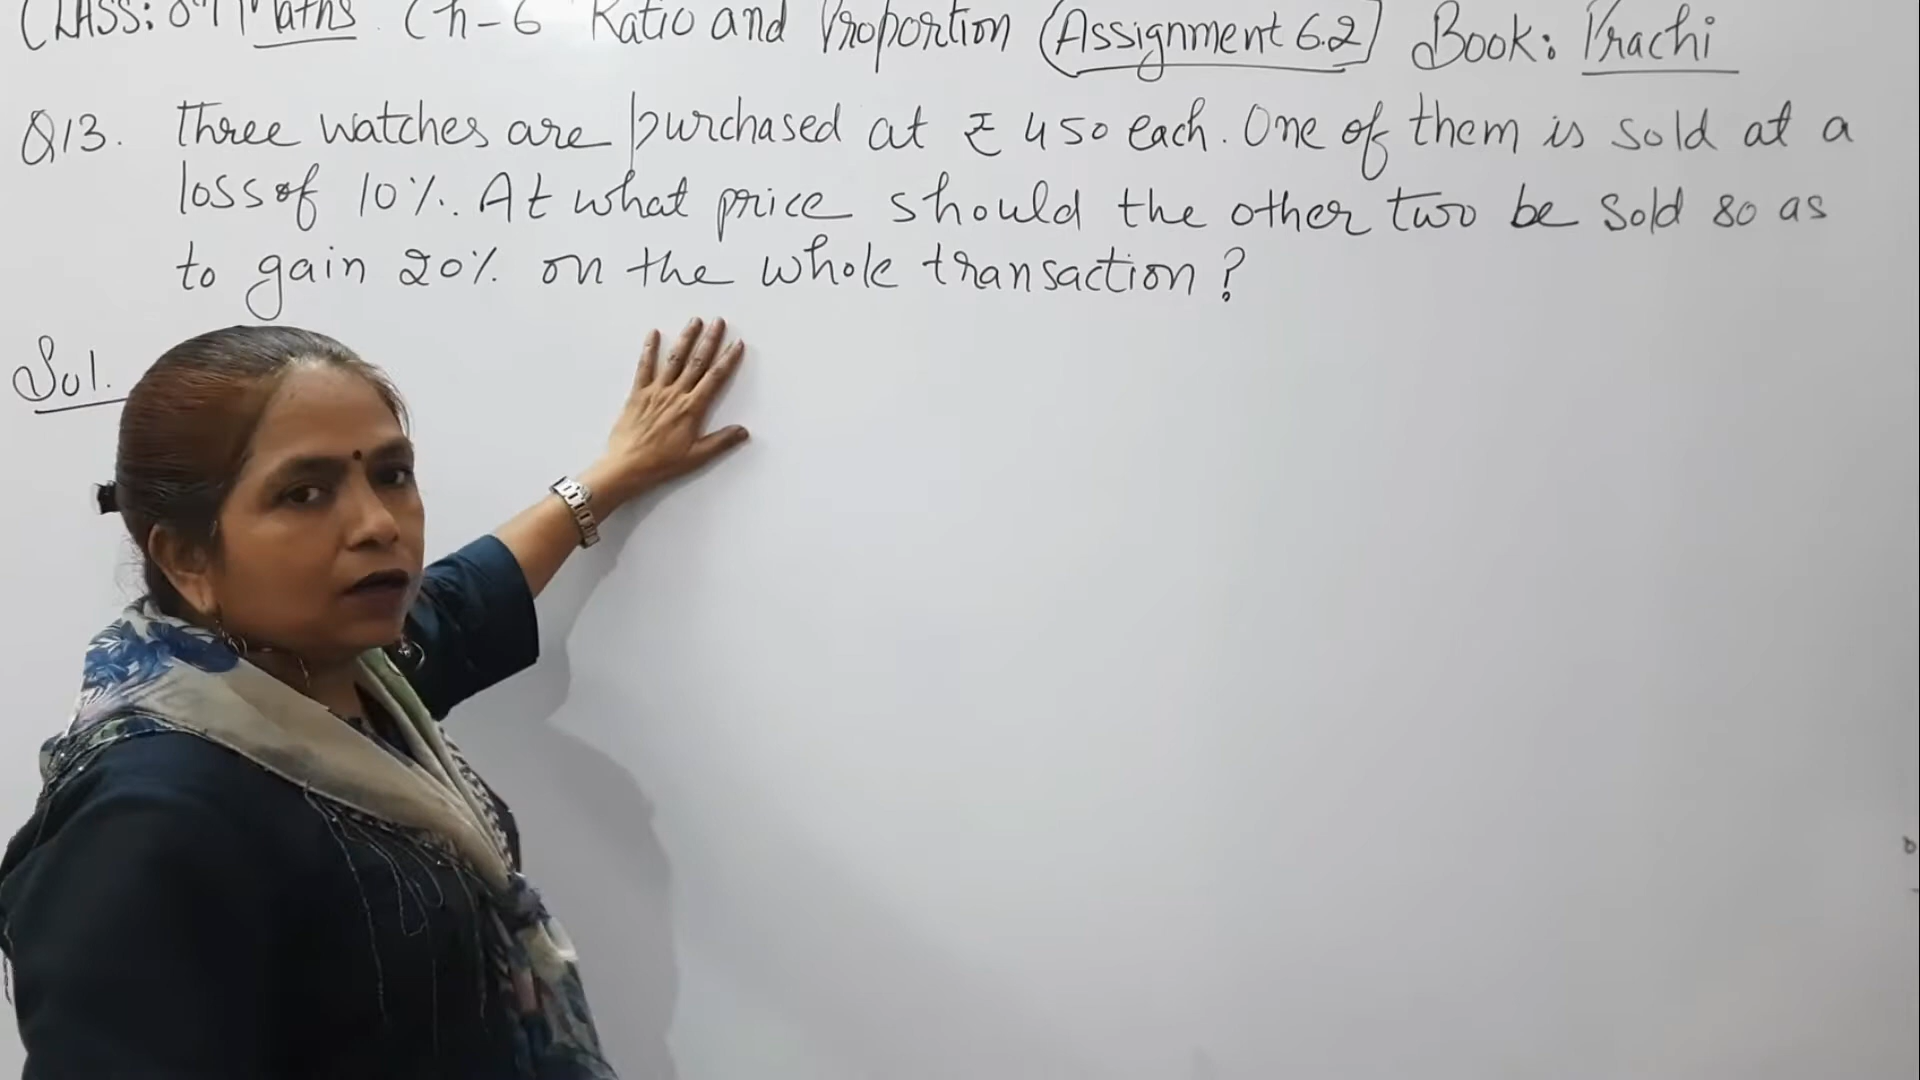 CLASS: 07 Maths Ch-6 Ratio and Proportion (Assignment 6.2) Book: Prachi
Q13. Three watches are purchased at ₹ 450 each. One of them is sold at a
loss of 10%. At what price should the other two be sold so as
to gain 20% on the whole transaction?
Sol.